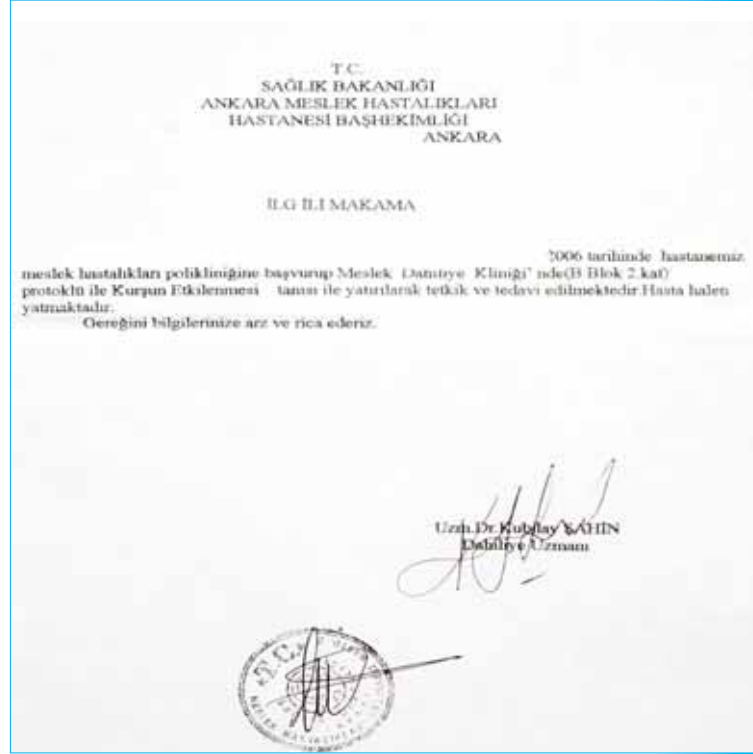 T.C.
SAĞLIK BAKANLIĞI
ANKARA MESLEK HASTALIKLARI
HASTANESİ BAŞHEKİMLİĞİ
ANKARA
İLG İLİ MAKAMA
2006 tarihinde hastanemiz
meslek hastalıkları polikliniğine başvurup Meslek Dahiliye Kliniği' nde(B Blok 2.kat)
protoklü ile Kurşun Etkilenmesi tanısı ile yatırılarak tetkik ve tedavi edilmektedir.Hasta halen
yatmaktadır.
Gereğini bilgilerinize arz ve rica ederiz.
Uzm.Dr.Kubilay ŞAHİN
Dahiliye Uzmanı
T.C.